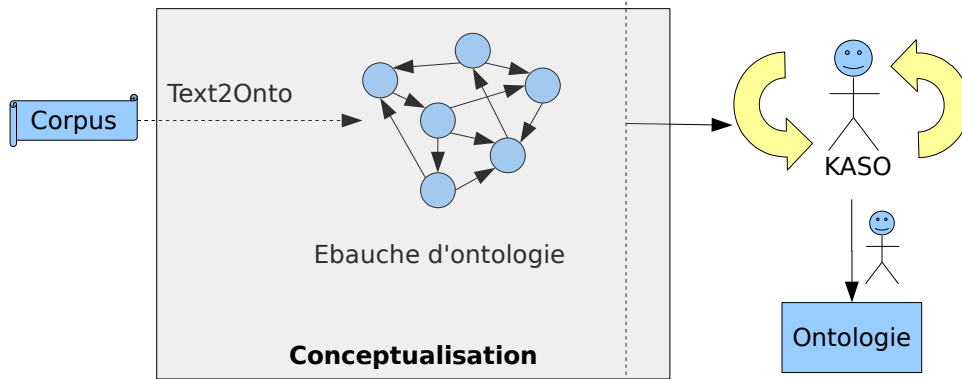 Corpus
Text2Onto
Ebauche d'ontologie
Conceptualisation
KASO
Ontologie